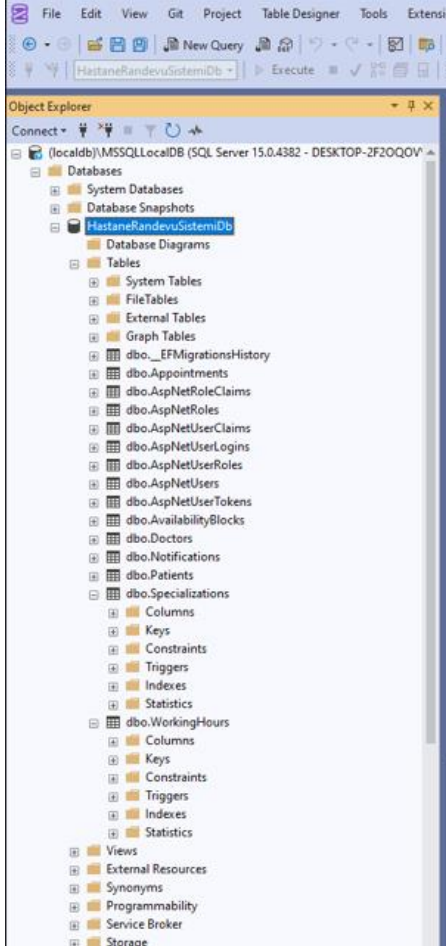 File Edit View Git Project Table Designer Tools Extensi
New Query
HastaneRandevuSistemiDb Execute
Object Explorer
Connect
(localdb)\MSSQLLocalDB (SQL Server 15.0.4382 - DESKTOP-2F2OQOV
Databases
System Databases
Database Snapshots
HastaneRandevuSistemiDb
Database Diagrams
Tables
System Tables
FileTables
External Tables
Graph Tables
dbo.__EFMigrationsHistory
dbo.Appointments
dbo.AspNetRoleClaims
dbo.AspNetRoles
dbo.AspNetUserClaims
dbo.AspNetUserLogins
dbo.AspNetUserRoles
dbo.AspNetUsers
dbo.AspNetUserTokens
dbo.AvailabilityBlocks
dbo.Doctors
dbo.Notifications
dbo.Patients
dbo.Specializations
Columns
Keys
Constraints
Triggers
Indexes
Statistics
dbo.WorkingHours
Columns
Keys
Constraints
Triggers
Indexes
Statistics
Views
External Resources
Synonyms
Programmability
Service Broker
Storage